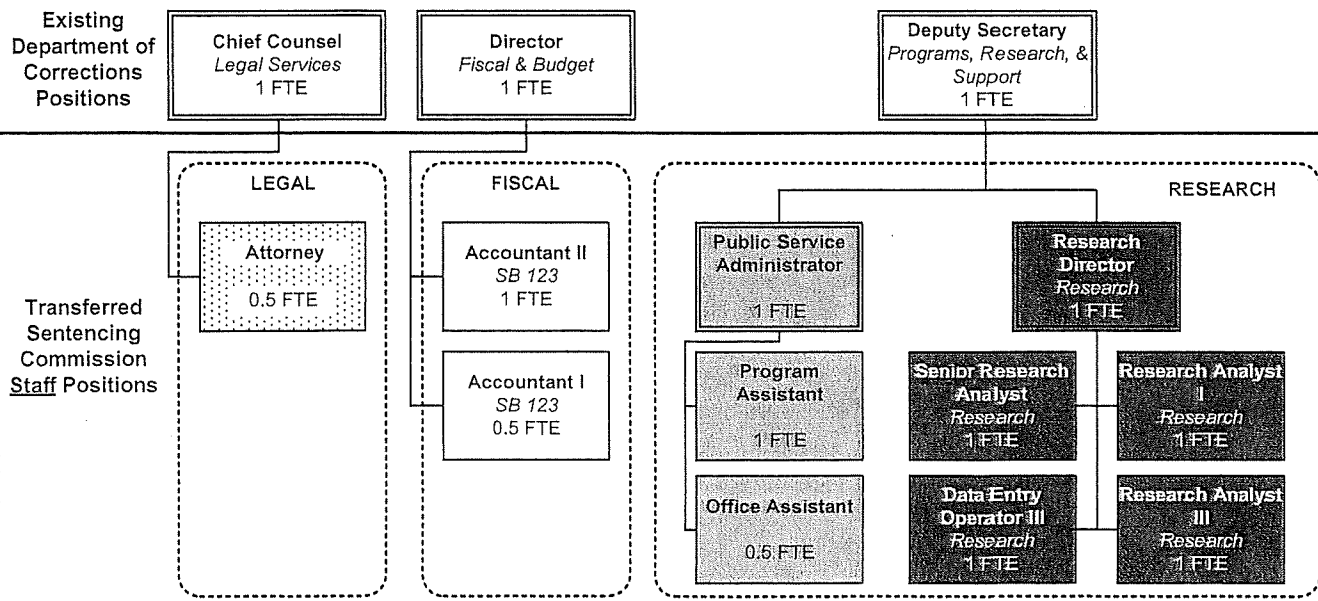 Existing
Department of
Corrections
Positions
Chief Counsel
Legal Services
1 FTE
Director
Fiscal & Budget
1 FTE
Deputy Secretary
Programs, Research, &
Support
1 FTE
Transferred
Sentencing
Commission
Staff Positions
LEGAL
Attorney
0.5 FTE
FISCAL
Accountant II
SB 123
1 FTE
Accountant I
SB 123
0.5 FTE
RESEARCH
Public Service
Administrator
1 FTE
Research
Director
Research
1 FTE
Program
Assistant
1 FTE
Senior Research
Analyst
Research
1 FTE
Research Analyst
I
Research
1 FTE
Office Assistant
0.5 FTE
Data Entry
Operator III
Research
1 FTE
Research Analyst
III
Research
1 FTE